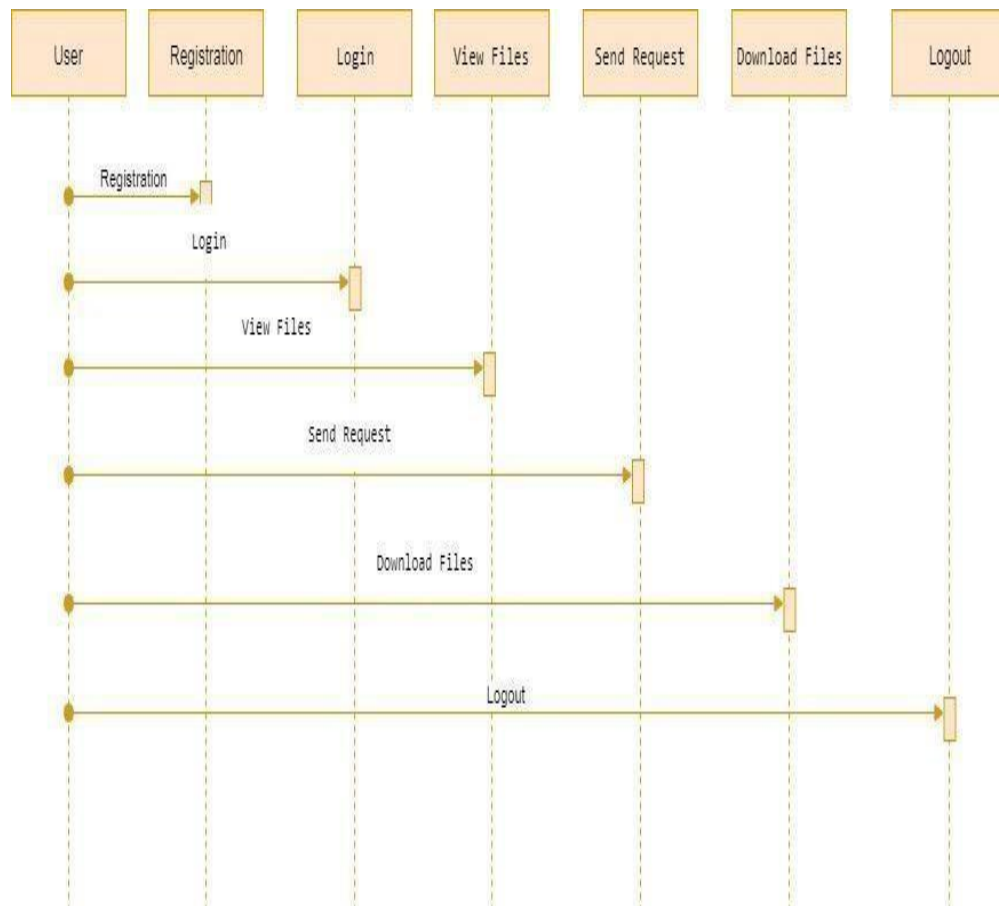 User
Registration
Login
View Files
Send Request
Download Files
Logout
Registration
Login
View Files
Send Request
Download Files
Logout